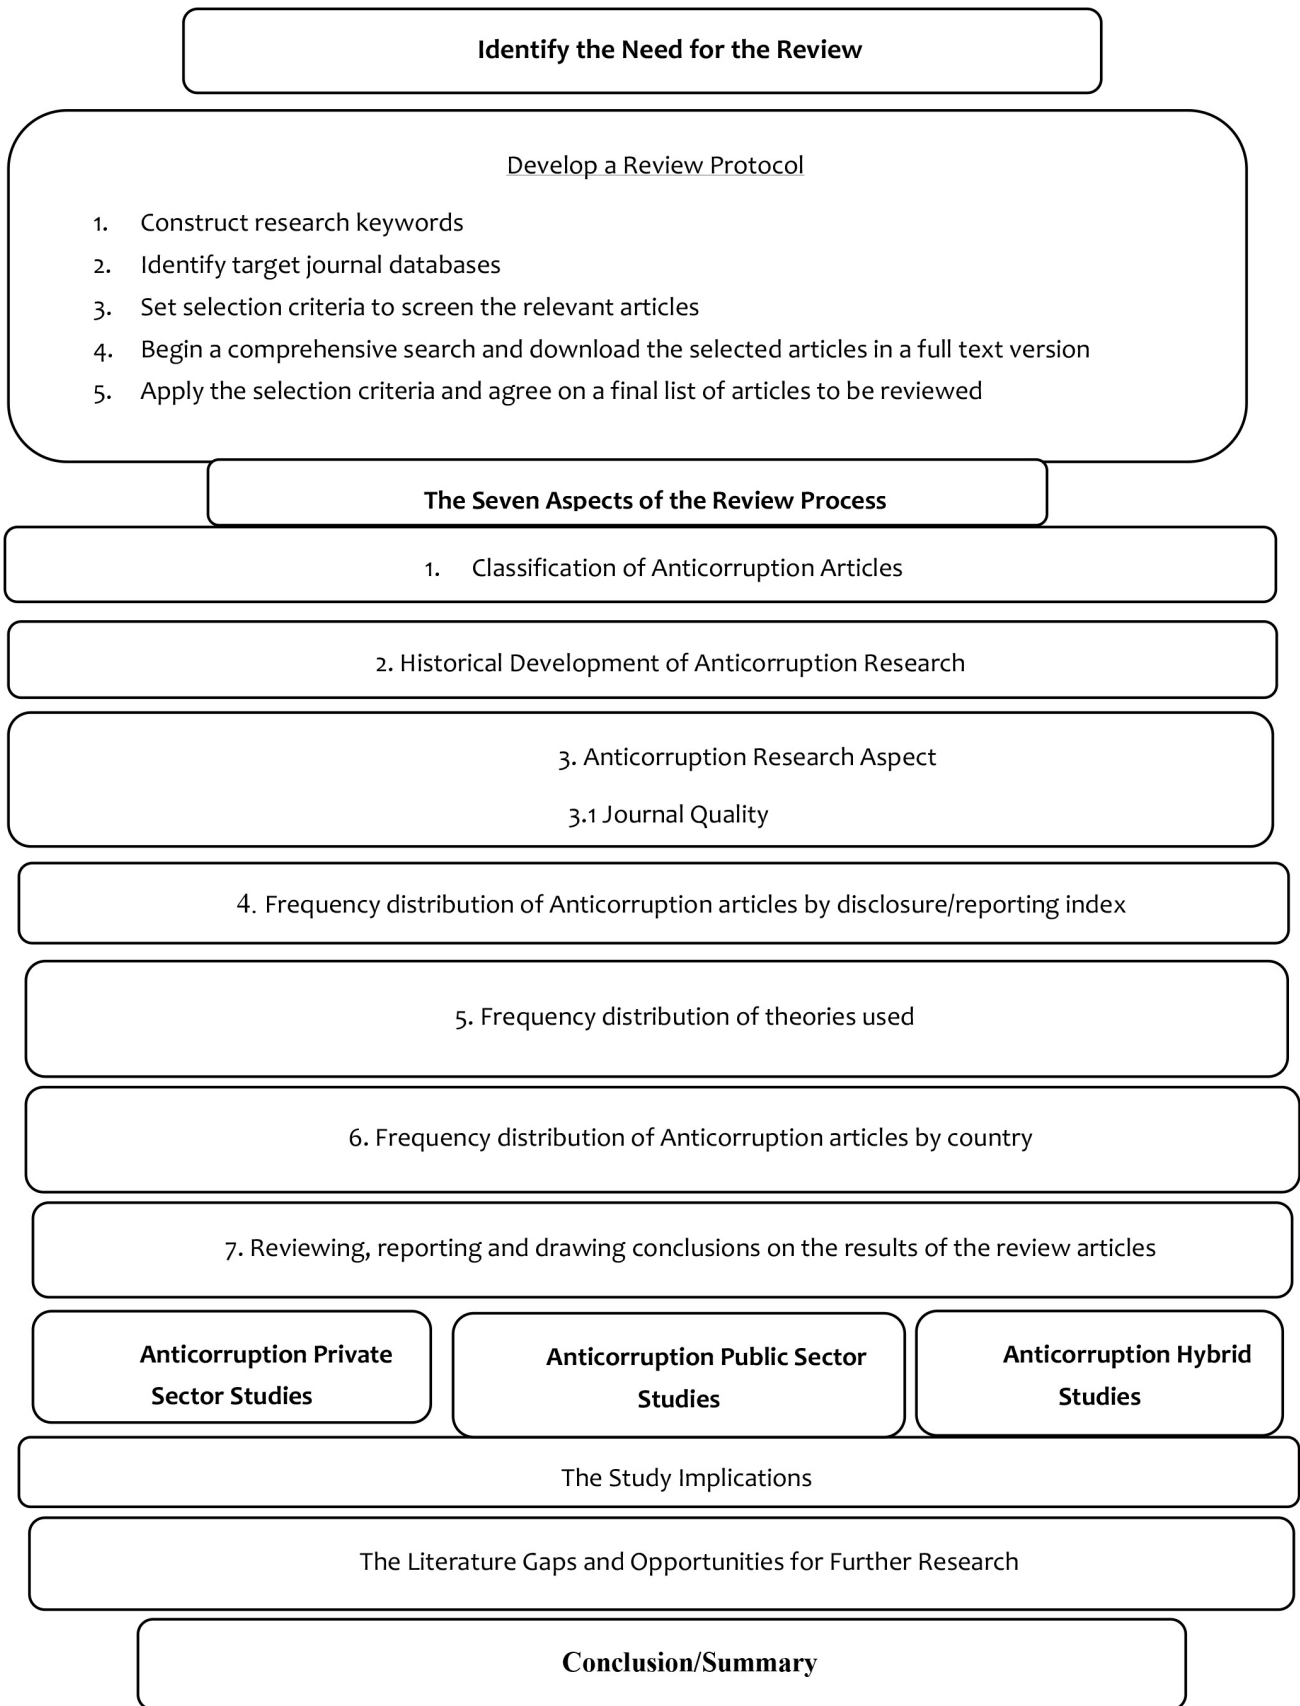 Identify the Need for the Review
Develop a Review Protocol
1. Construct research keywords
2. Identify target journal databases
3. Set selection criteria to screen the relevant articles
4. Begin a comprehensive search and download the selected articles in a full text version
5. Apply the selection criteria and agree on a final list of articles to be reviewed
The Seven Aspects of the Review Process
1. Classification of Anticorruption Articles
2. Historical Development of Anticorruption Research
3. Anticorruption Research Aspect
3.1 Journal Quality
4. Frequency distribution of Anticorruption articles by disclosure/reporting index
5. Frequency distribution of theories used
6. Frequency distribution of Anticorruption articles by country
7. Reviewing, reporting and drawing conclusions on the results of the review articles
Anticorruption Private
Sector Studies
Anticorruption Public Sector
Studies
Anticorruption Hybrid
Studies
The Study Implications
The Literature Gaps and Opportunities for Further Research
Conclusion/Summary